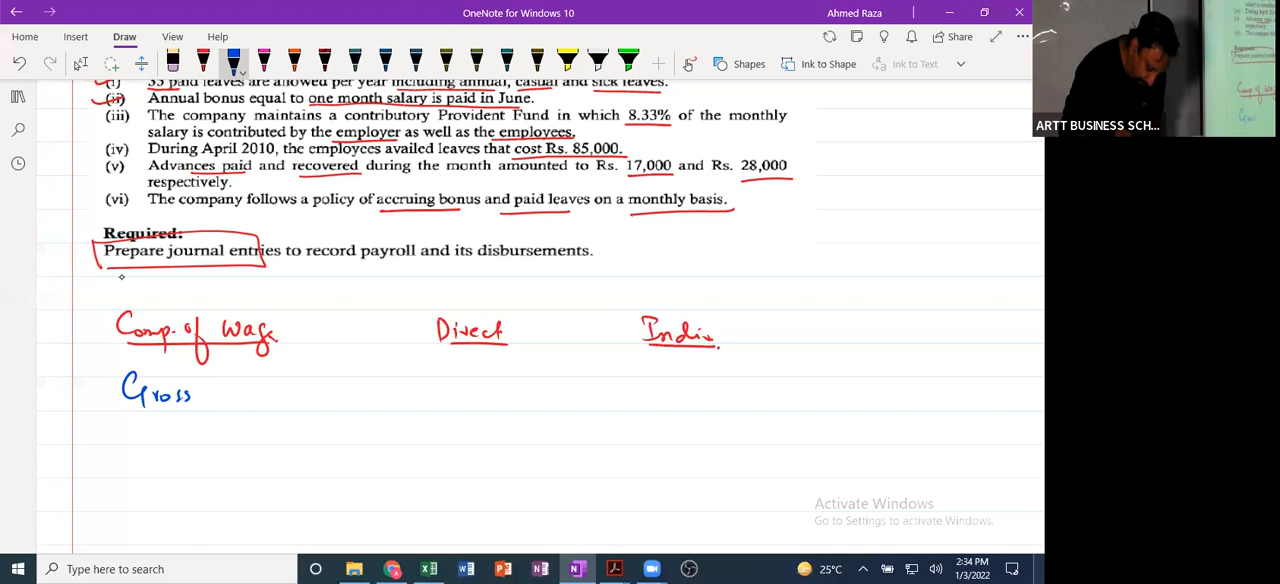 OneNote for Windows 10
Ahmed Raza
Home Insert Draw View Help
Share
Shapes Ink to Shape Ink to Text
(i) 35 paid leaves are allowed per year including annual, casual and sick leaves.
(ii) Annual bonus equal to one month salary is paid in June.
(iii) The company maintains a contributory Provident Fund in which 8.33% of the monthly
salary is contributed by the employer as well as the employees.
(iv) During April 2010, the employees availed leaves that cost Rs. 85,000.
(v) Advances paid and recovered during the month amounted to Rs. 17,000 and Rs. 28,000
respectively.
(vi) The company follows a policy of accruing bonus and paid leaves on a monthly basis.
Required:
Prepare journal entries to record payroll and its disbursements.
Comp. of Wage Direct Indir.
Gross
Activate Windows
Go to Settings to activate Windows.
ARTT BUSINESS SCH...
Type here to search
25°C
2:34 PM
1/3/2022